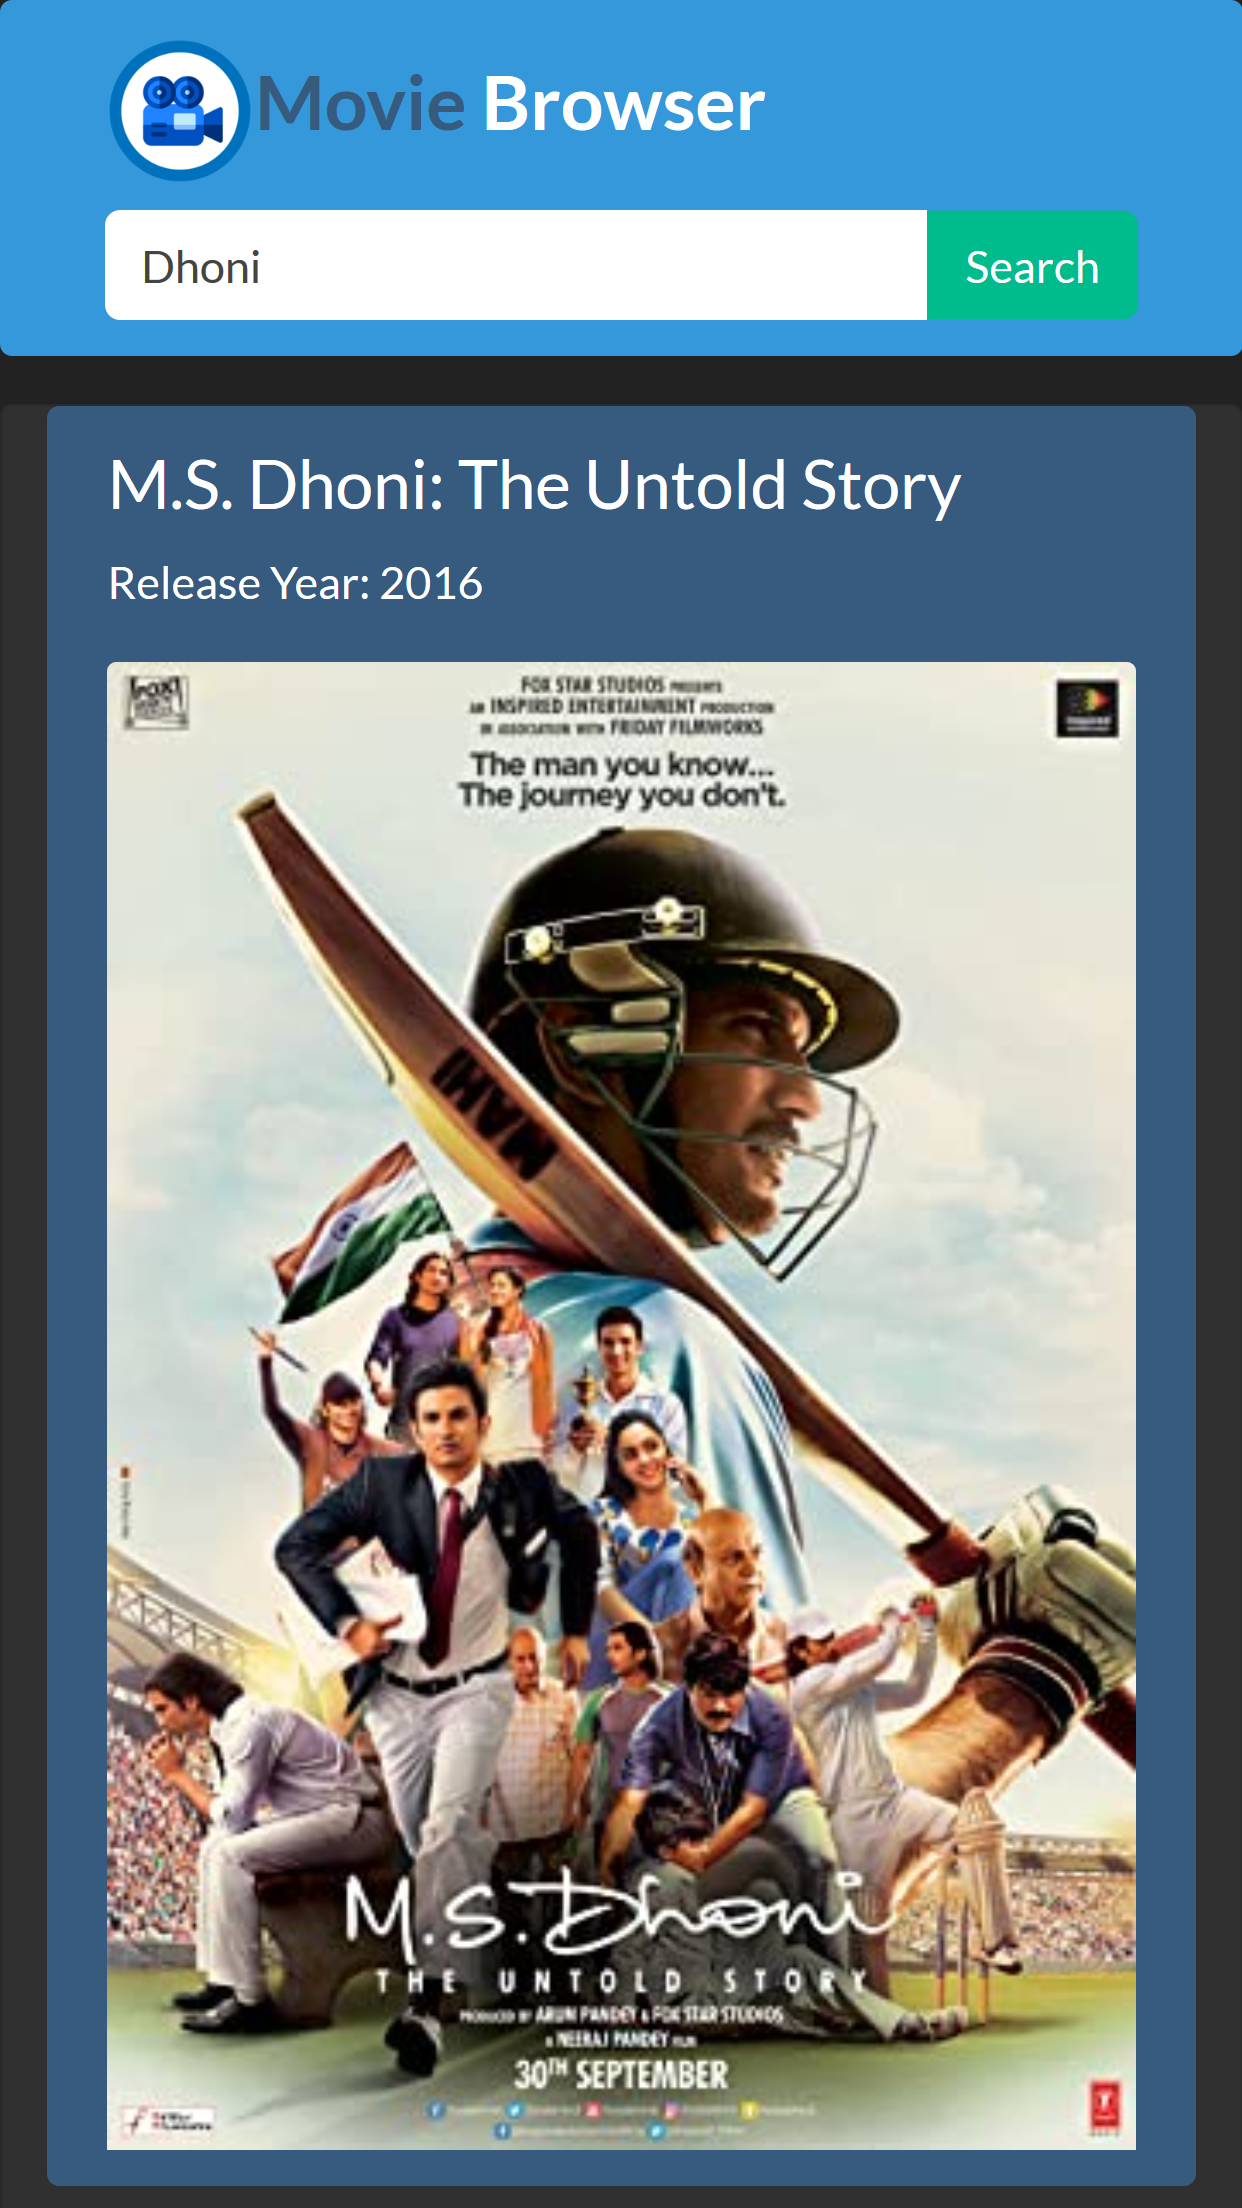 Movie Browser
Dhoni
Search
M.S. Dhoni: The Untold Story
Release Year: 2016
FOX STAR STUDIOS PRESENTS
AN INSPIRED ENTERTAINMENT PRODUCTION
IN ASSOCIATION WITH FRIDAY FILMWORKS
The man you know...
The journey you don't.
MAHI
M.S.Dhoni
THE UNTOLD STORY
PRODUCED BY ARUN PANDEY & FOX STAR STUDIOS
A NEERAJ PANDEY FILM
30TH SEPTEMBER